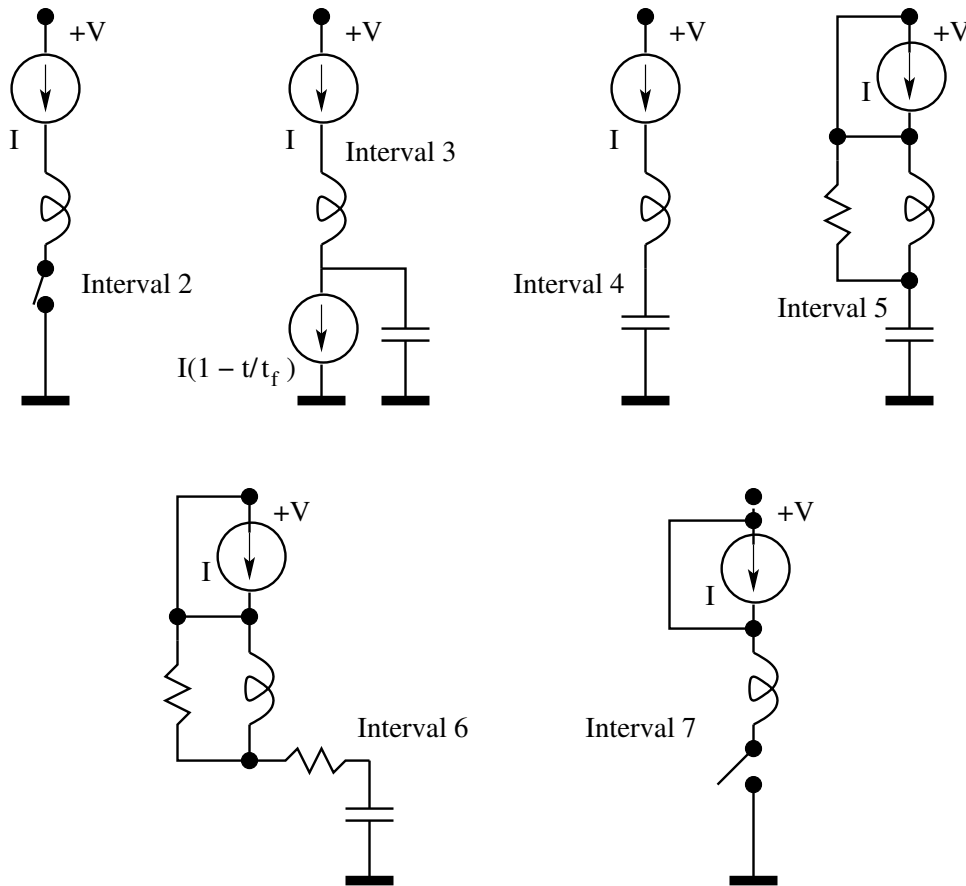 +V
I
Interval 2
+V
I
Interval 3
I(1 − t/t_f )
+V
I
Interval 4
+V
I
Interval 5
+V
I
Interval 6
+V
I
Interval 7